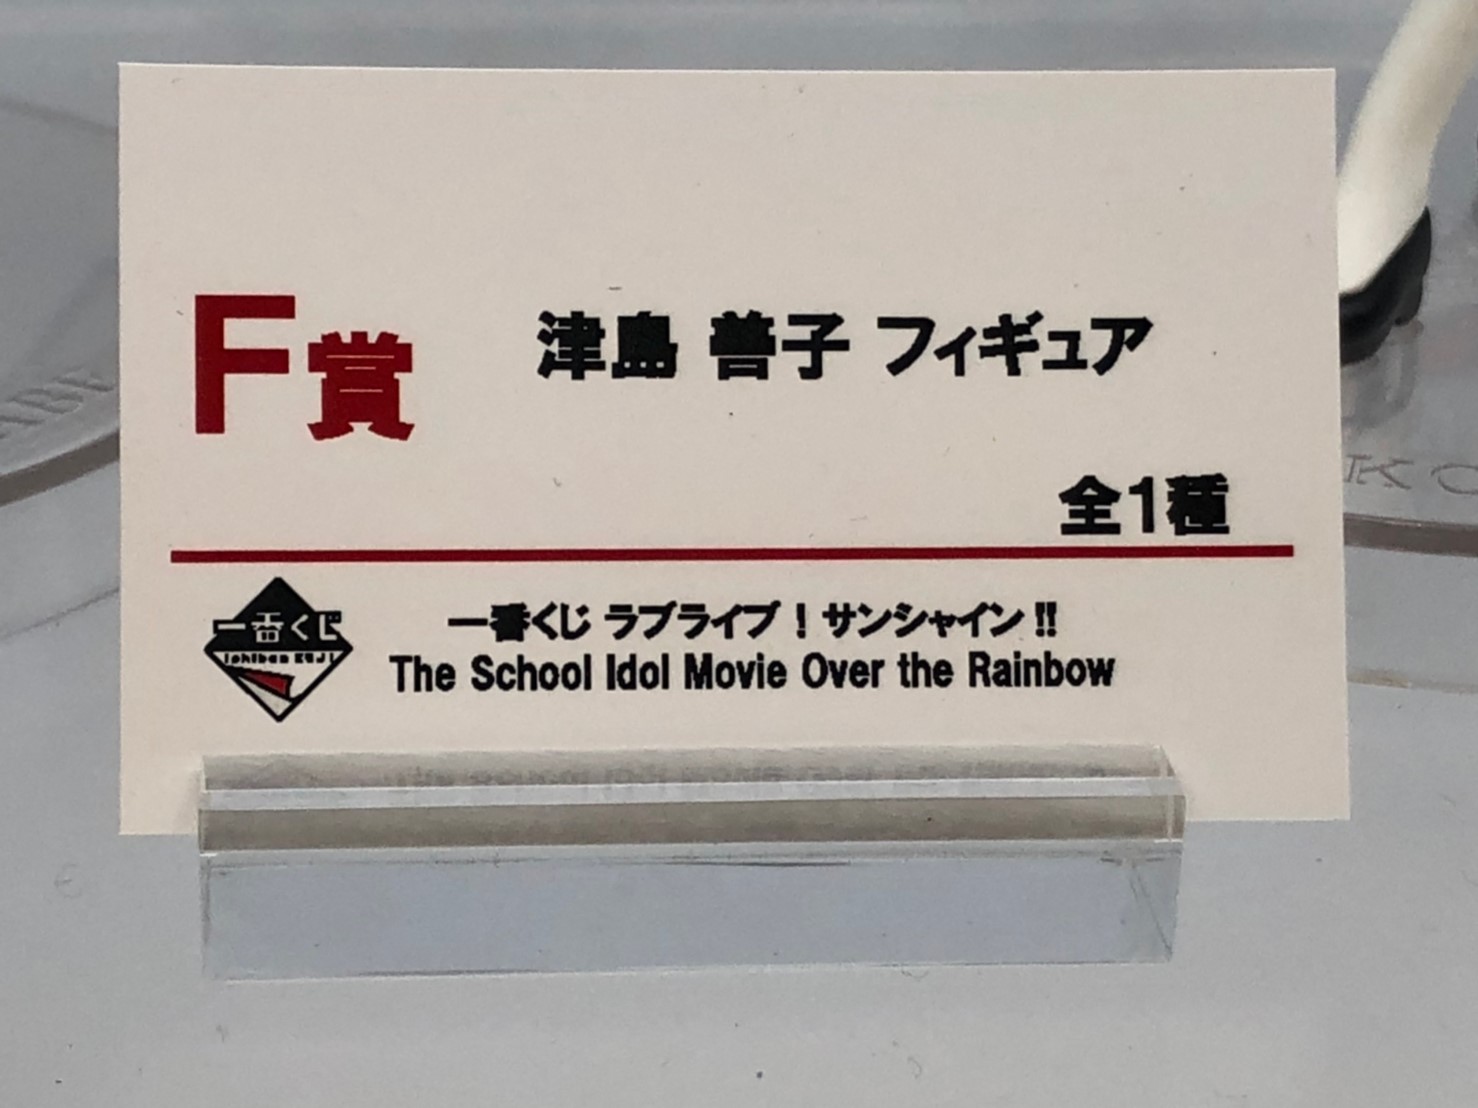 F賞
津島 善子 フィギュア
全1種
一番くじ
Ichiban KUJI
一番くじ ラブライブ！サンシャイン!!
The School Idol Movie Over the Rainbow